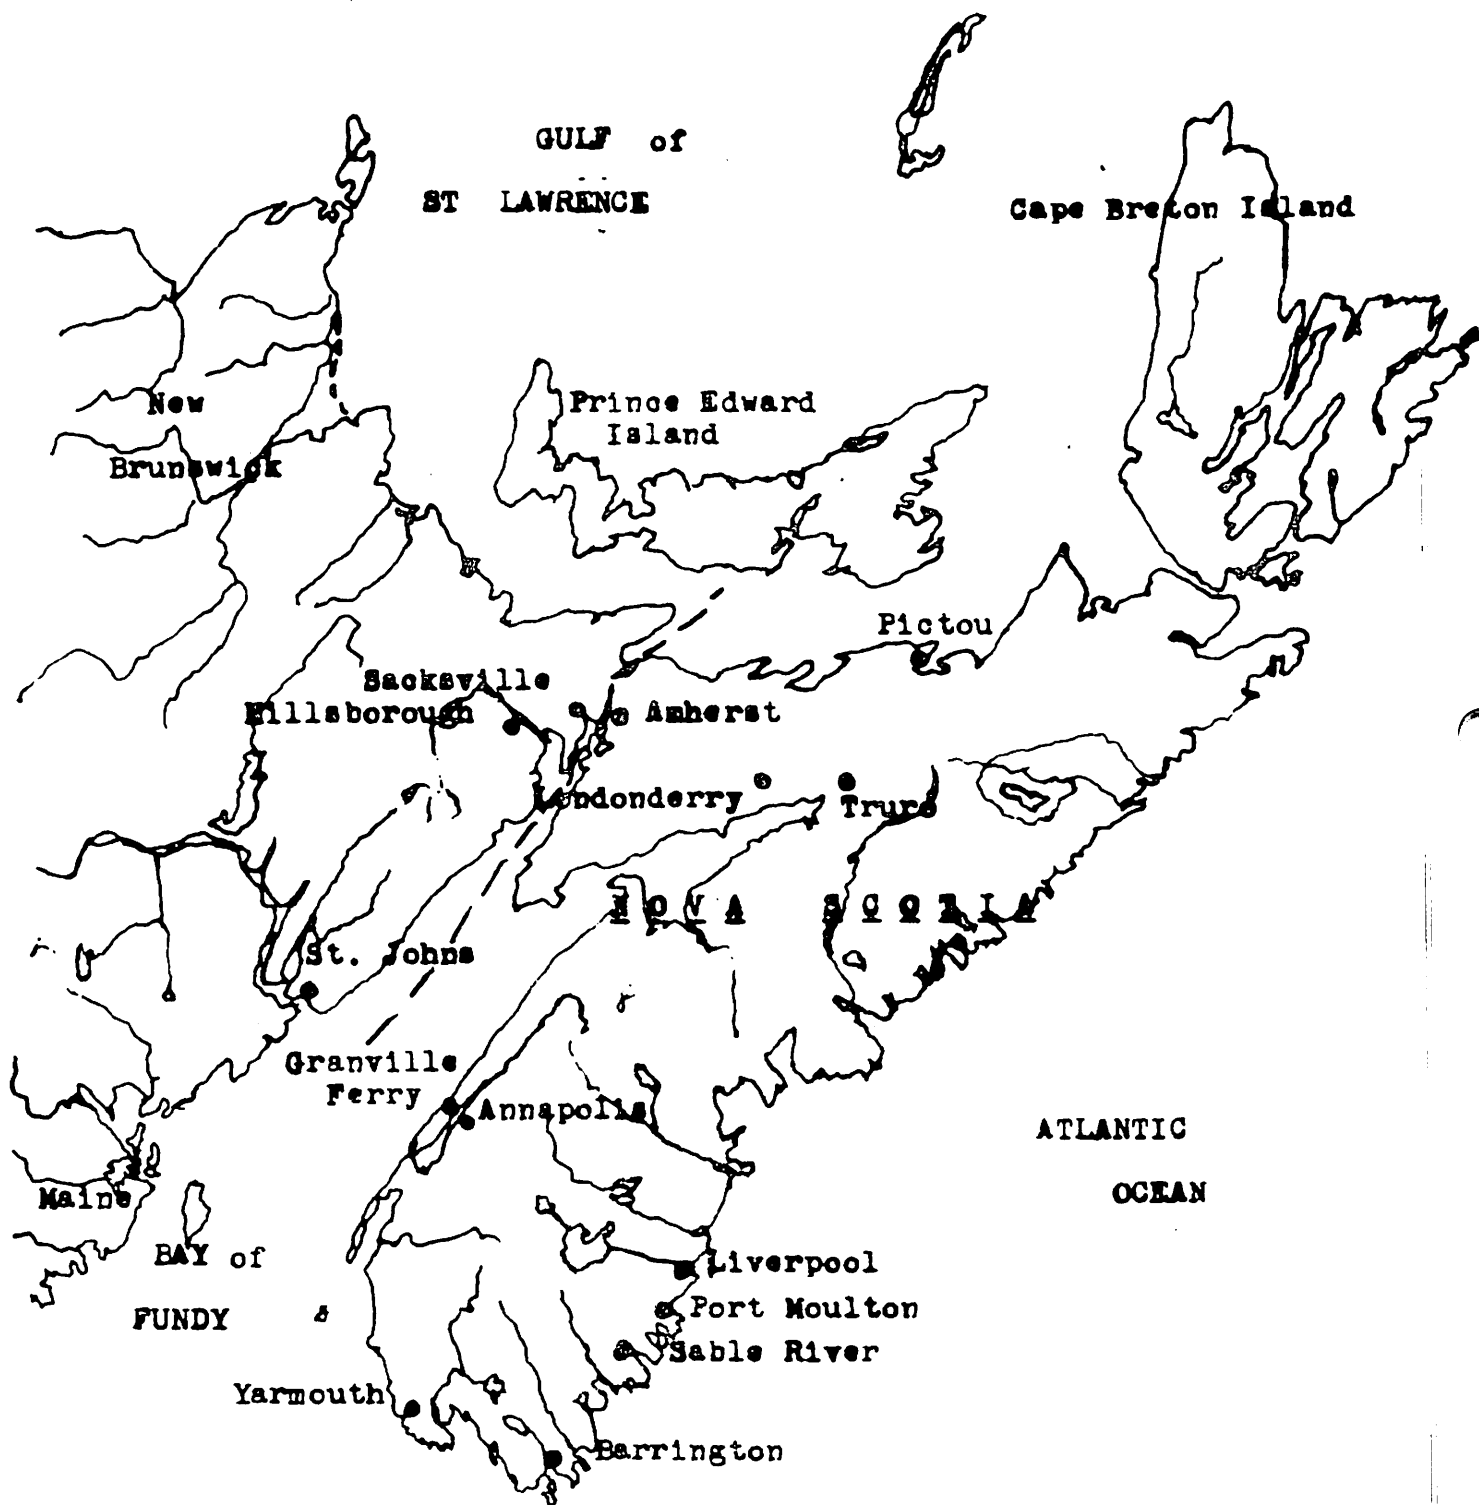 GULF of
ST LAWRENCE
Cape Breton Island
New
Brunswick
Prince Edward
Island
Pictou
Sacksville
Hillsborough
Amherst
Londonderry
Truro
NOVA SCOTIA
St. Johns
Granville
Ferry
Annapolis
ATLANTIC
OCEAN
Maine
BAY of
FUNDY
Liverpool
Port Moulton
Sable River
Yarmouth
Barrington